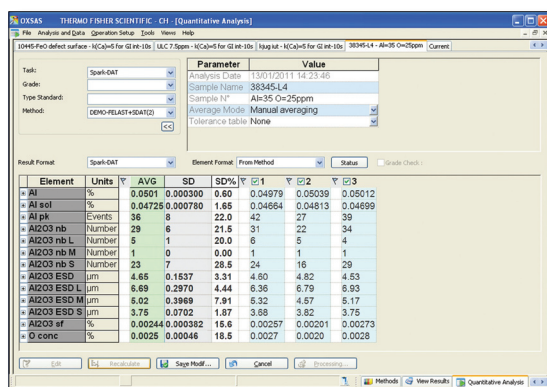 OXSAS THERMO FISHER SCIENTIFIC - CH - [Quantitative Analysis]
File Analysis and Data Operation Setup Tools Views Help
10445-FeO defect surface - k(Ca)=5 for GI int-10s ULC 7.5ppm - k(Ca)=5 for GI int-10s kjug kit - k(Ca)=5 for GI int-10s 38345-L4 - Al=35 O=25ppm Current
Task: Spark-DAT
Grade:
Type Standard:
Method: DEMO-FELAST+SDAT(2)
<<
Parameter Value
Analysis Date 13/01/2011 14:23:46
Sample Name 38345-L4
Sample N° Al=35 O=25ppm
Average Mode Manual averaging
Tolerance table None
Result Format Spark-DAT Element Format From Method Status Grade Check :
Element Units AVG SD SD% 1 2 3
Al % 0.0501 0.000300 0.60 0.04979 0.05039 0.05012
Al sol % 0.04725 0.000780 1.65 0.04664 0.04813 0.04699
Al pk Events 36 8 22.0 42 27 39
Al2O3 nb Number 29 6 21.5 31 22 34
Al2O3 nb L Number 5 1 20.0 6 5 4
Al2O3 nb M Number 1 0 0.00 1 1 1
Al2O3 nb S Number 23 7 28.5 24 16 29
Al2O3 ESD µm 4.65 0.1537 3.31 4.60 4.82 4.53
Al2O3 ESD L µm 6.69 0.2970 4.44 6.36 6.79 6.93
Al2O3 ESD M µm 5.02 0.3969 7.91 5.32 4.57 5.17
Al2O3 ESD S µm 3.75 0.0702 1.87 3.68 3.82 3.75
Al2O3 sf % 0.00244 0.000382 15.6 0.00257 0.00201 0.00273
O conc % 0.0025 0.00046 18.5 0.0027 0.0020 0.0028
Edit Recalculate Save Modif... Cancel Processing...
Methods View Results Quantitative Analysis